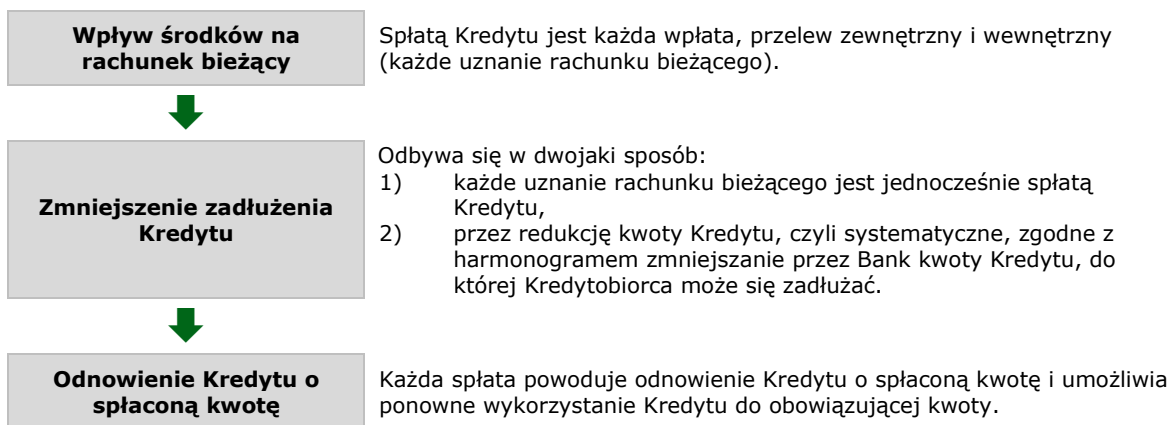 Wpływ środków na
rachunek bieżący
Spłatą Kredytu jest każda wpłata, przelew zewnętrzny i wewnętrzny
(każde uznanie rachunku bieżącego).
Zmniejszenie zadłużenia
Kredytu
Odbywa się w dwojaki sposób:
1) każde uznanie rachunku bieżącego jest jednocześnie spłatą
Kredytu,
2) przez redukcję kwoty Kredytu, czyli systematyczne, zgodne z
harmonogramem zmniejszanie przez Bank kwoty Kredytu, do
której Kredytobiorca może się zadłużać.
Odnowienie Kredytu o
spłaconą kwotę
Każda spłata powoduje odnowienie Kredytu o spłaconą kwotę i umożliwia
ponowne wykorzystanie Kredytu do obowiązującej kwoty.